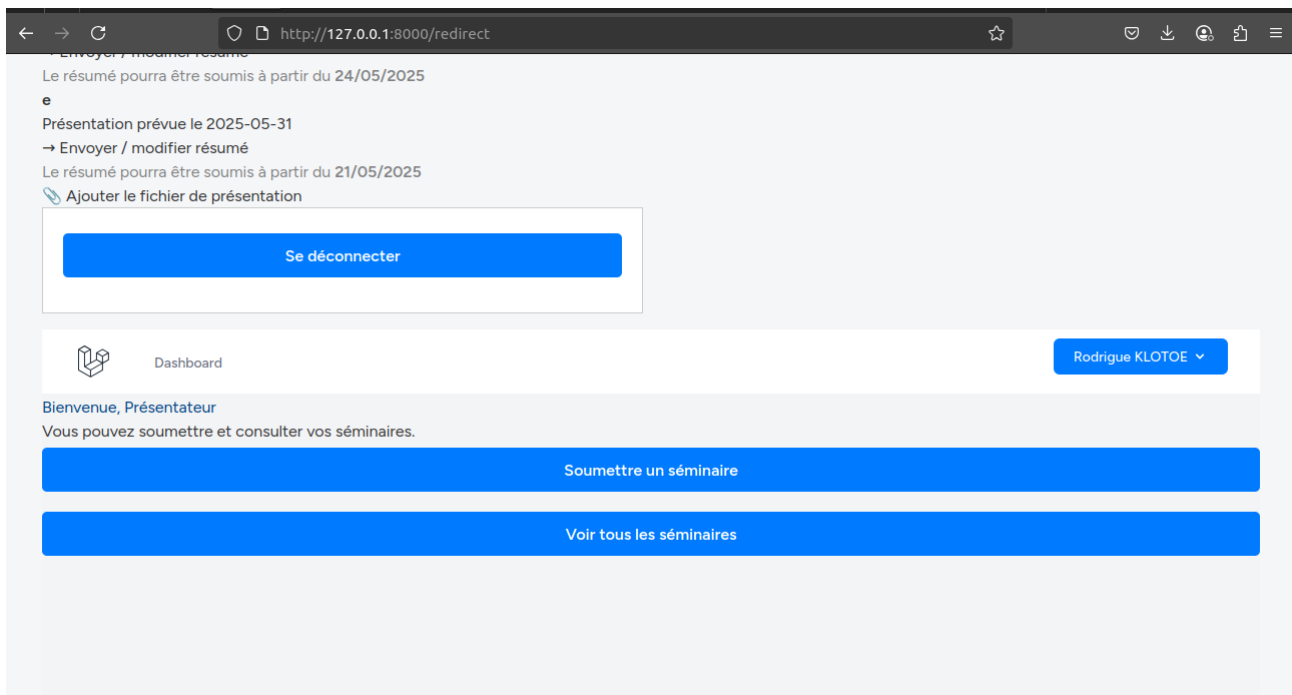 http://127.0.0.1:8000/redirect
→ Envoyer / modifier résumé
Le résumé pourra être soumis à partir du 24/05/2025
e
Présentation prévue le 2025-05-31
→ Envoyer / modifier résumé
Le résumé pourra être soumis à partir du 21/05/2025
📎 Ajouter le fichier de présentation
Se déconnecter
Dashboard
Rodrigue KLOTOE
Bienvenue, Présentateur
Vous pouvez soumettre et consulter vos séminaires.
Soumettre un séminaire
Voir tous les séminaires